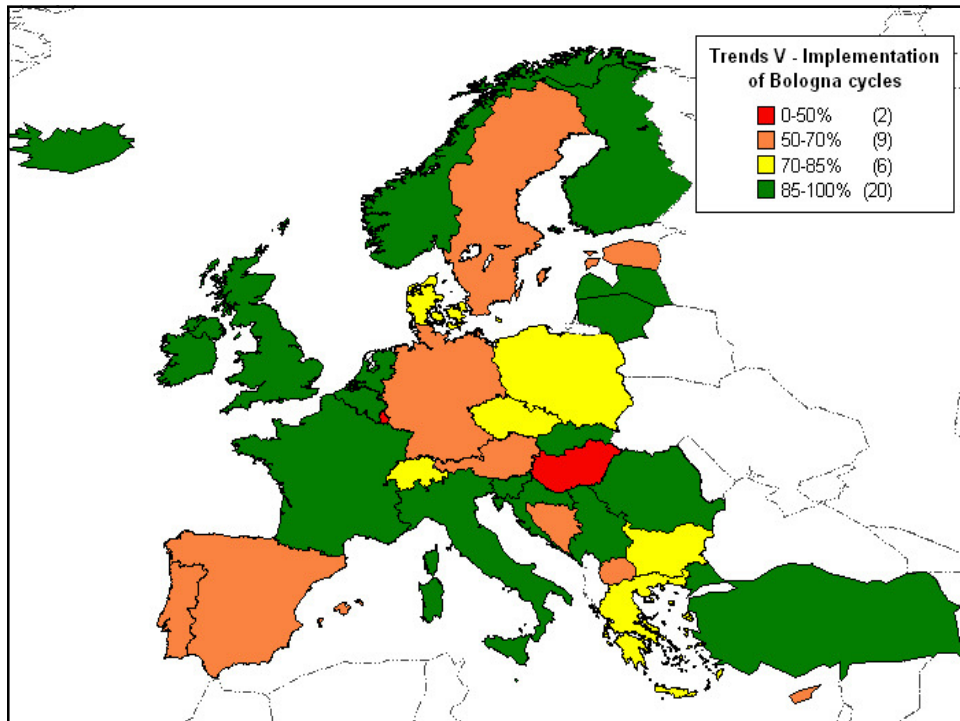 Trends V - Implementation
of Bologna cycles
0-50% (2)
50-70% (9)
70-85% (6)
85-100% (20)